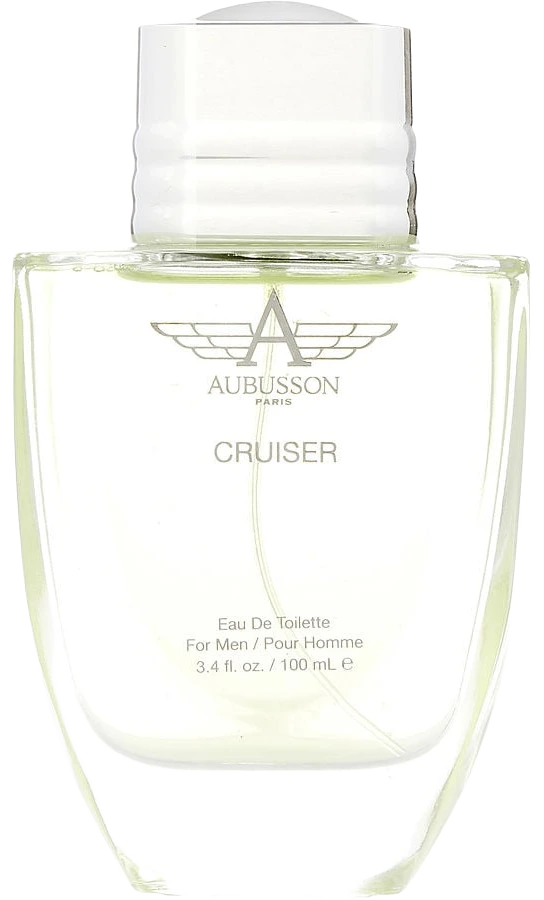 A
AUBUSSON
PARIS
CRUISER
Eau De Toilette
For Men / Pour Homme
3.4 fl. oz. / 100 mL ℮